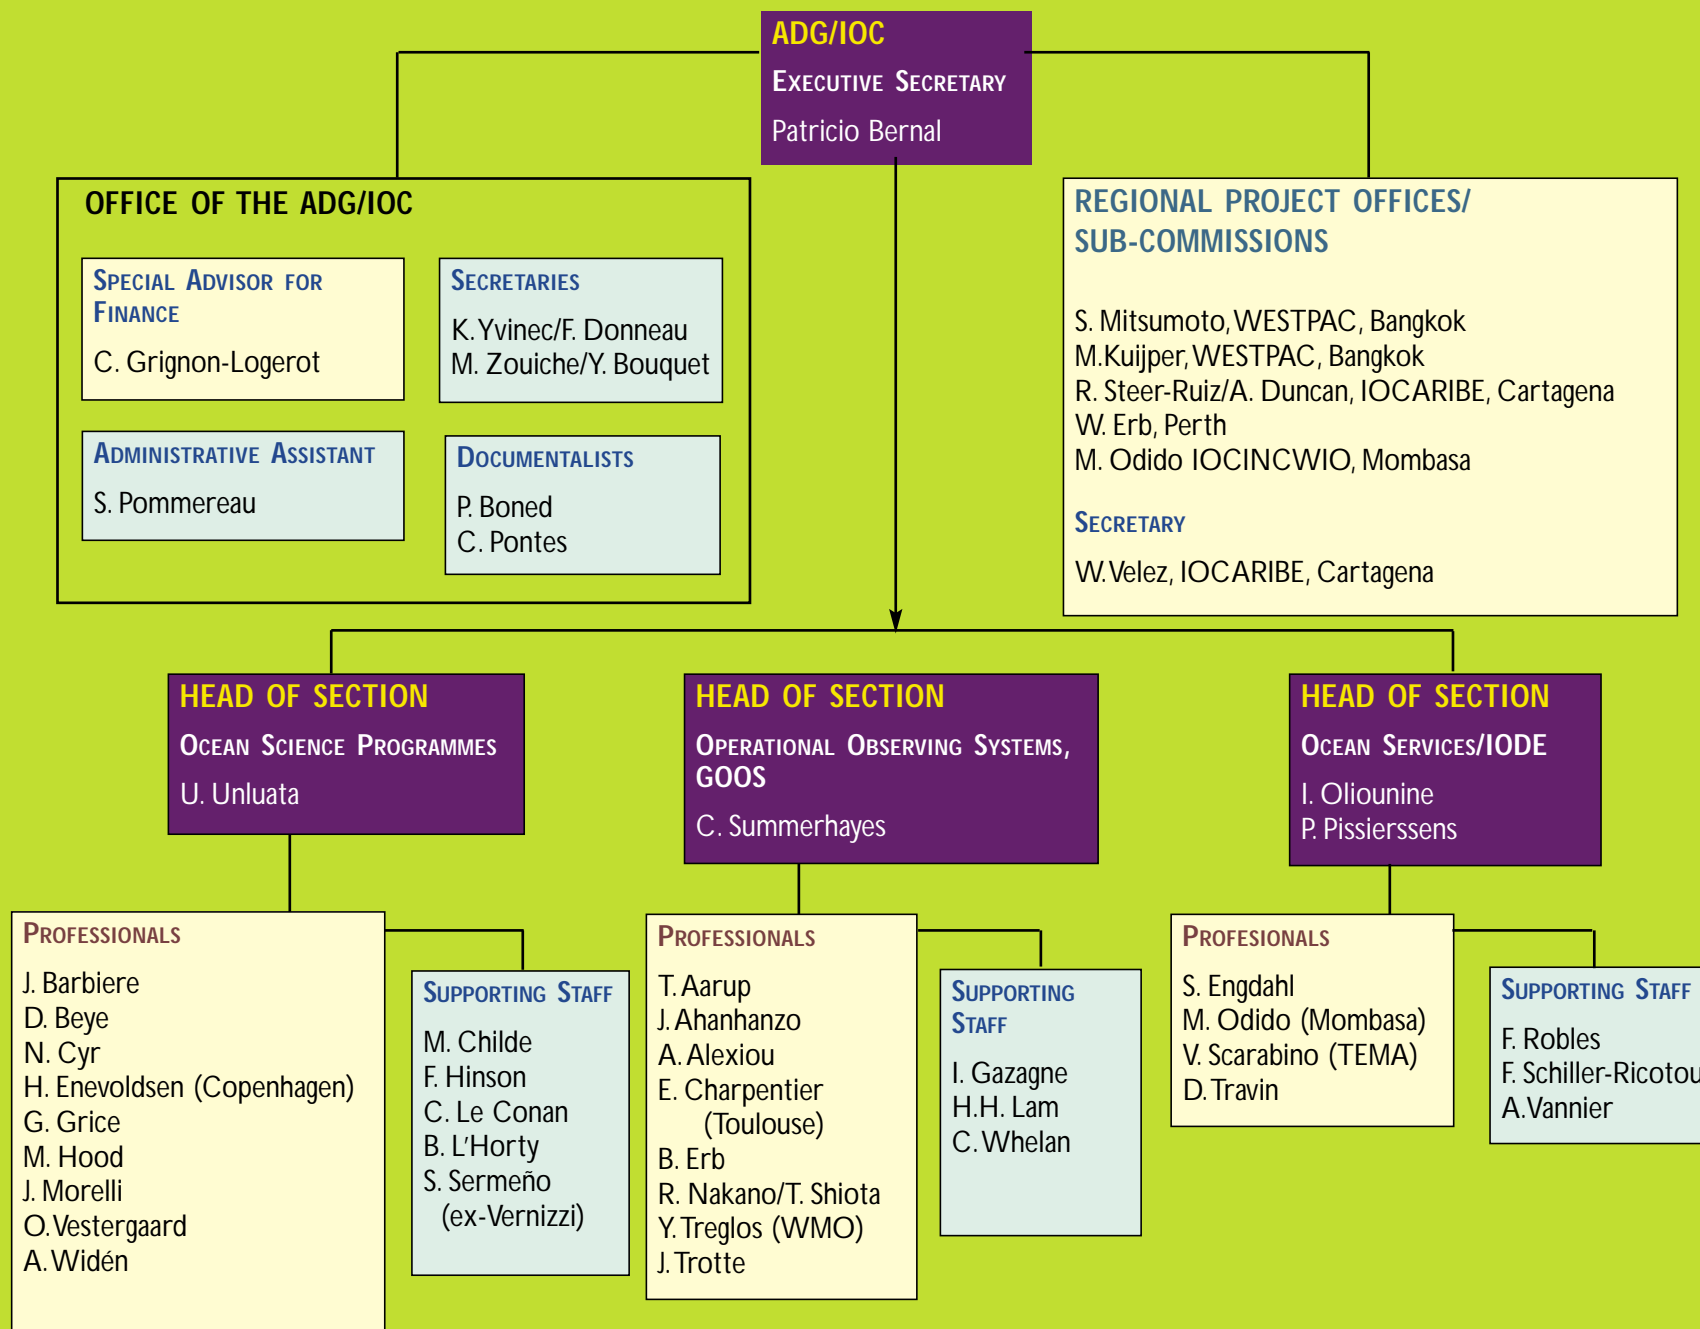 ADG/IOC
EXECUTIVE SECRETARY
Patricio Bernal
OFFICE OF THE ADG/IOC
SPECIAL ADVISOR FOR
FINANCE
C. Grignon-Logerot
SECRETARIES
K. Yvinec/F. Donneau
M. Zouiche/Y. Bouquet
ADMINISTRATIVE ASSISTANT
S. Pommereau
DOCUMENTALISTS
P. Boned
C. Pontes
REGIONAL PROJECT OFFICES/
SUB-COMMISSIONS
S. Mitsumoto, WESTPAC, Bangkok
M.Kuijper, WESTPAC, Bangkok
R. Steer-Ruiz/A. Duncan, IOCARIBE, Cartagena
W. Erb, Perth
M. Odido IOCINCWIO, Mombasa
SECRETARY
W. Velez, IOCARIBE, Cartagena
HEAD OF SECTION
OCEAN SCIENCE PROGRAMMES
U. Unluata
HEAD OF SECTION
OPERATIONAL OBSERVING SYSTEMS,
GOOS
C. Summerhayes
HEAD OF SECTION
OCEAN SERVICES/IODE
I. Oliounine
P. Pissierssens
PROFESSIONALS
J. Barbiere
D. Beye
N. Cyr
H. Enevoldsen (Copenhagen)
G. Grice
M. Hood
J. Morelli
O. Vestergaard
A. Widén
SUPPORTING STAFF
M. Childe
F. Hinson
C. Le Conan
B. L'Horty
S. Sermeño
(ex-Vernizzi)
PROFESSIONALS
T. Aarup
J. Ahanhanzo
A. Alexiou
E. Charpentier
(Toulouse)
B. Erb
R. Nakano/T. Shiota
Y. Treglos (WMO)
J. Trotte
SUPPORTING
STAFF
I. Gazagne
H.H. Lam
C. Whelan
PROFESIONALS
S. Engdahl
M. Odido (Mombasa)
V. Scarabino (TEMA)
D. Travin
SUPPORTING STAFF
F. Robles
F. Schiller-Ricotou
A. Vannier